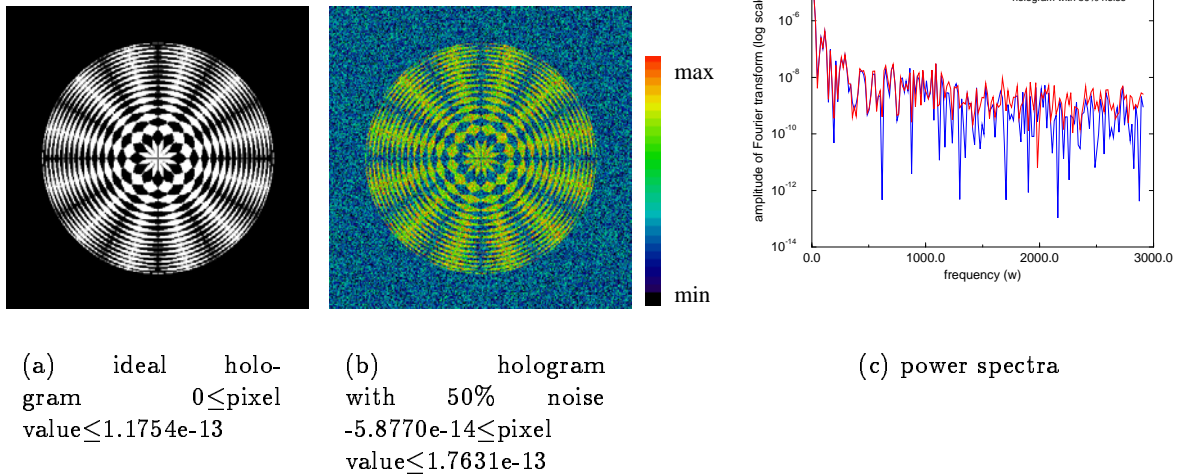 max
min
(a) ideal holo-
gram 0≤pixel
value≤1.1754e-13
(b) hologram
with 50% noise
-5.8770e-14≤pixel
value≤1.7631e-13
amplitude of Fourier transform (log scal
10-6
10-8
10-10
10-12
10-14
0.0 1000.0 2000.0 3000.0
frequency (w)
(c) power spectra